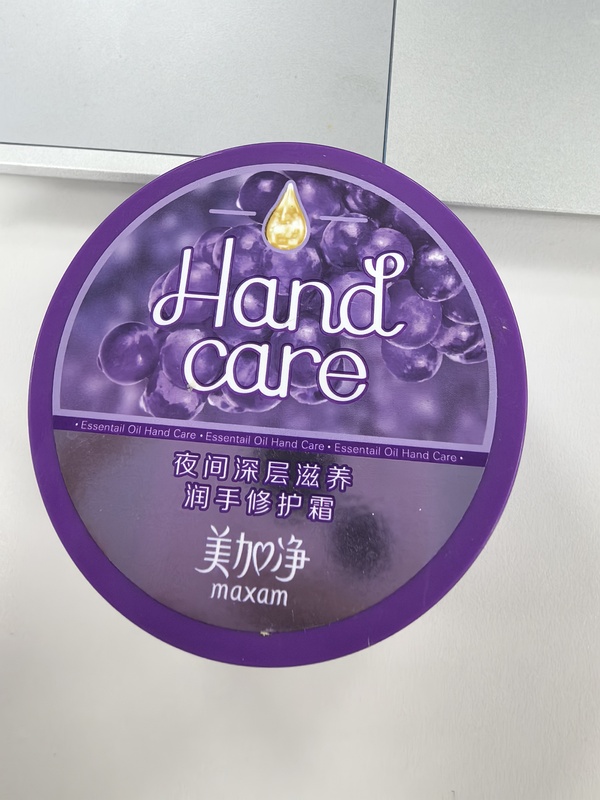 Hand
care
• Essentail Oil Hand Care • Essentail Oil Hand Care • Essentail Oil Hand Care •
夜间深层滋养
润手修护霜
美加净
maxam